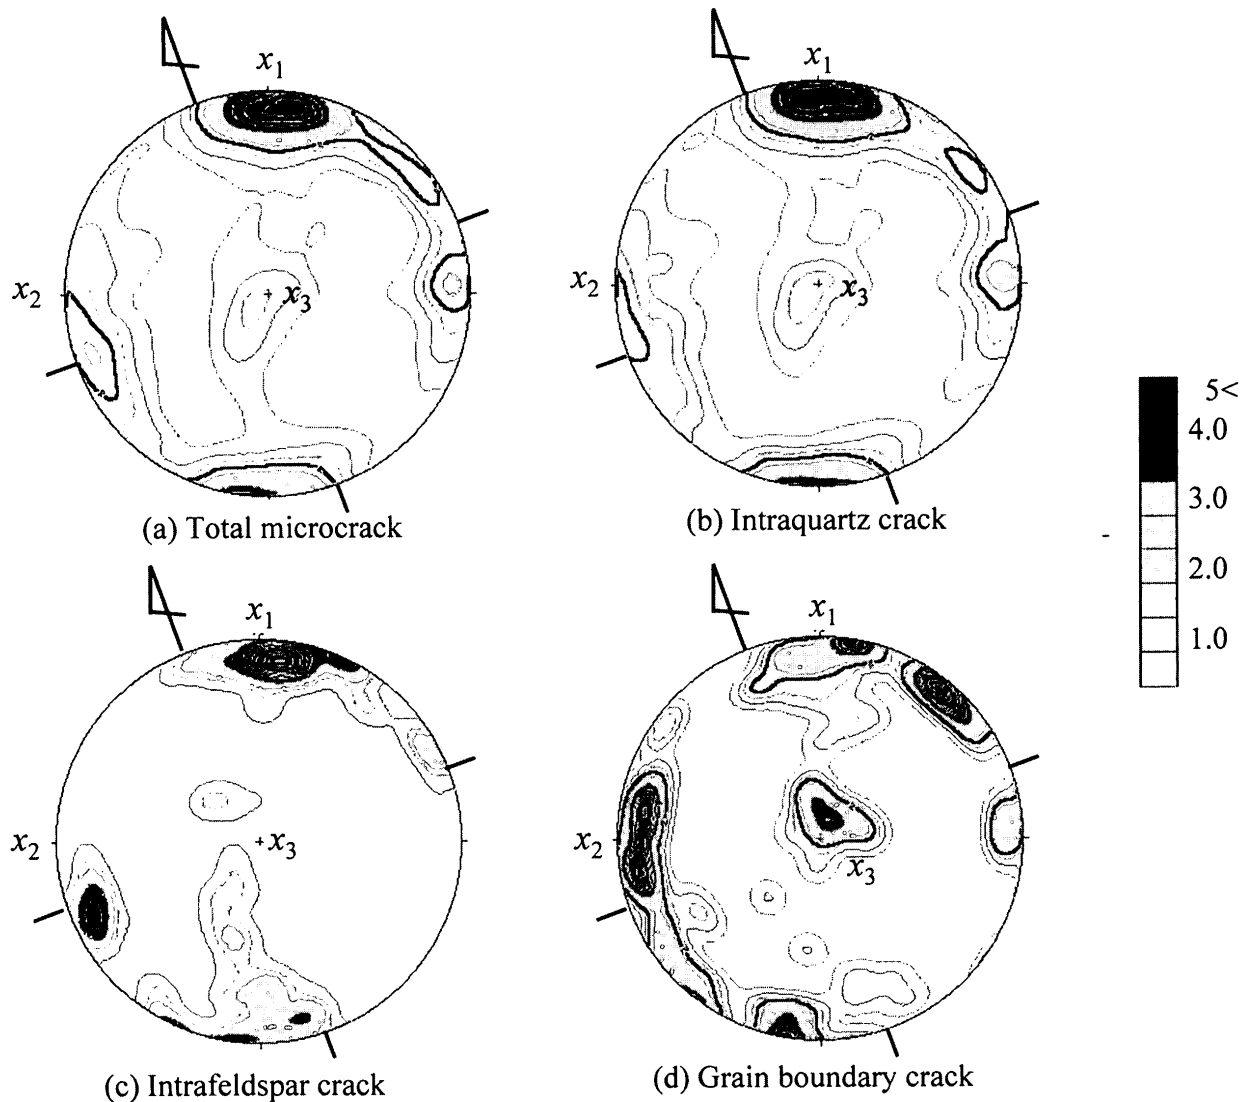 x1
x1
x2
x3
x2
x3
(a) Total microcrack
(b) Intraquartz crack
5<
4.0
3.0
2.0
1.0
x1
x1
x2
x3
x2
x3
(c) Intrafeldspar crack
(d) Grain boundary crack